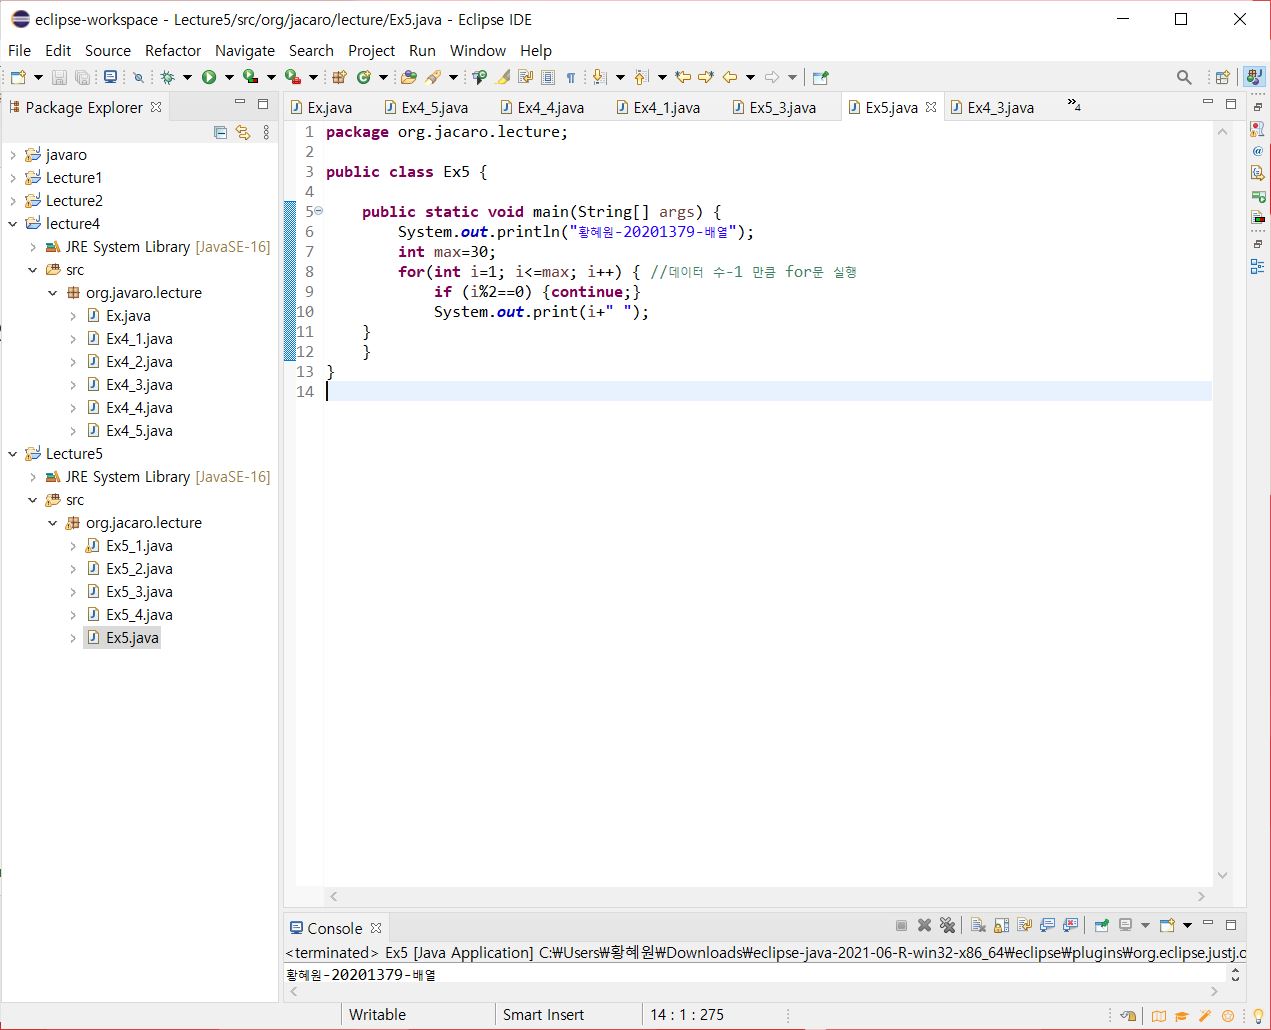 eclipse-workspace - Lecture5/src/org/jacaro/lecture/Ex5.java - Eclipse IDE
File Edit Source Refactor Navigate Search Project Run Window Help
Package Explorer
Ex.java Ex4_5.java Ex4_4.java Ex4_1.java Ex5_3.java Ex5.java Ex4_3.java »4
javaro
Lecture1
Lecture2
lecture4
JRE System Library [JavaSE-16]
src
org.javaro.lecture
Ex.java
Ex4_1.java
Ex4_2.java
Ex4_3.java
Ex4_4.java
Ex4_5.java
Lecture5
JRE System Library [JavaSE-16]
src
org.jacaro.lecture
Ex5_1.java
Ex5_2.java
Ex5_3.java
Ex5_4.java
Ex5.java
1 package org.jacaro.lecture;
2
3 public class Ex5 {
4
5 public static void main(String[] args) {
6 System.out.println("황혜원-20201379-배열");
7 int max=30;
8 for(int i=1; i<=max; i++) { //데이터 수-1 만큼 for문 실행
9 if (i%2==0) {continue;}
10 System.out.print(i+" ");
11 }
12 }
13 }
14
Console
<terminated> Ex5 [Java Application] C:₩Users₩황혜원₩Downloads₩eclipse-java-2021-06-R-win32-x86_64₩eclipse₩plugins₩org.eclipse.justj.o
황혜원-20201379-배열
Writable Smart Insert 14 : 1 : 275